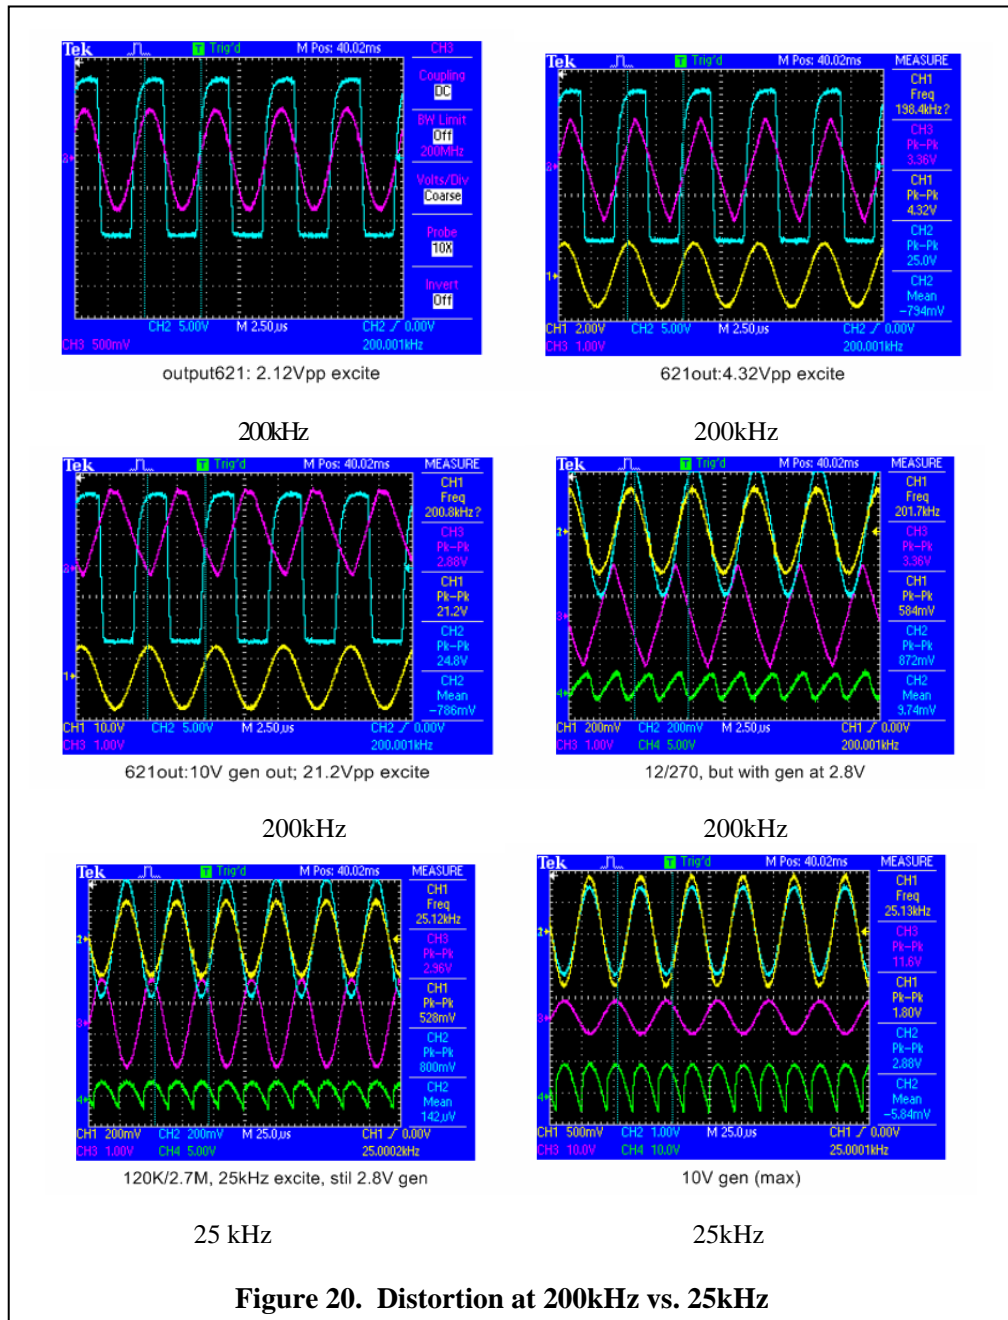 Tek T Trig'd M Pos: 40.02ms CH3
Coupling
DC
BW Limit
Off
200MHz
Volts/Div
Coarse
Probe
10X
Invert
Off
CH2 5.00V M 2.50µs CH2 / 0.00V
CH3 500mV 200.001kHz
output621: 2.12Vpp excite
200kHz
Tek T Trig'd M Pos: 40.02ms MEASURE
CH1
Freq
198.4kHz?
CH3
Pk-Pk
3.36V
CH1
Pk-Pk
4.32V
CH2
Pk-Pk
25.0V
CH2
Mean
-794mV
CH1 2.00V CH2 5.00V M 2.50µs CH2 / 0.00V
CH3 1.00V 200.001kHz
621out:4.32Vpp excite
200kHz
Tek T Trig'd M Pos: 40.02ms MEASURE
CH1
Freq
200.8kHz?
CH3
Pk-Pk
2.88V
CH1
Pk-Pk
21.2V
CH2
Pk-Pk
24.8V
CH2
Mean
-786mV
CH1 10.0V CH2 5.00V M 2.50µs CH2 / 0.00V
CH3 1.00V 200.001kHz
621out:10V gen out; 21.2Vpp excite
200kHz
Tek T Trig'd M Pos: 40.02ms MEASURE
CH1
Freq
201.7kHz
CH3
Pk-Pk
3.36V
CH1
Pk-Pk
584mV
CH2
Pk-Pk
872mV
CH2
Mean
9.74mV
CH1 200mV CH2 200mV M 2.50µs CH1 / 0.00V
CH3 1.00V CH4 5.00V 200.001kHz
12/270, but with gen at 2.8V
200kHz
Tek T Trig'd M Pos: 40.02ms MEASURE
CH1
Freq
25.12kHz
CH3
Pk-Pk
2.96V
CH1
Pk-Pk
528mV
CH2
Pk-Pk
800mV
CH2
Mean
142µV
CH1 200mV CH2 200mV M 25.0µs CH1 / 0.00V
CH3 1.00V CH4 5.00V 25.0002kHz
120K/2.7M, 25kHz excite, stil 2.8V gen
25 kHz
Tek T Trig'd M Pos: 40.02ms MEASURE
CH1
Freq
25.13kHz
CH3
Pk-Pk
11.6V
CH1
Pk-Pk
1.80V
CH2
Pk-Pk
2.88V
CH2
Mean
-5.84mV
CH1 500mV CH2 1.00V M 25.0µs CH1 / 0.00V
CH3 10.0V CH4 10.0V 25.0001kHz
10V gen (max)
25kHz
Figure 20. Distortion at 200kHz vs. 25kHz